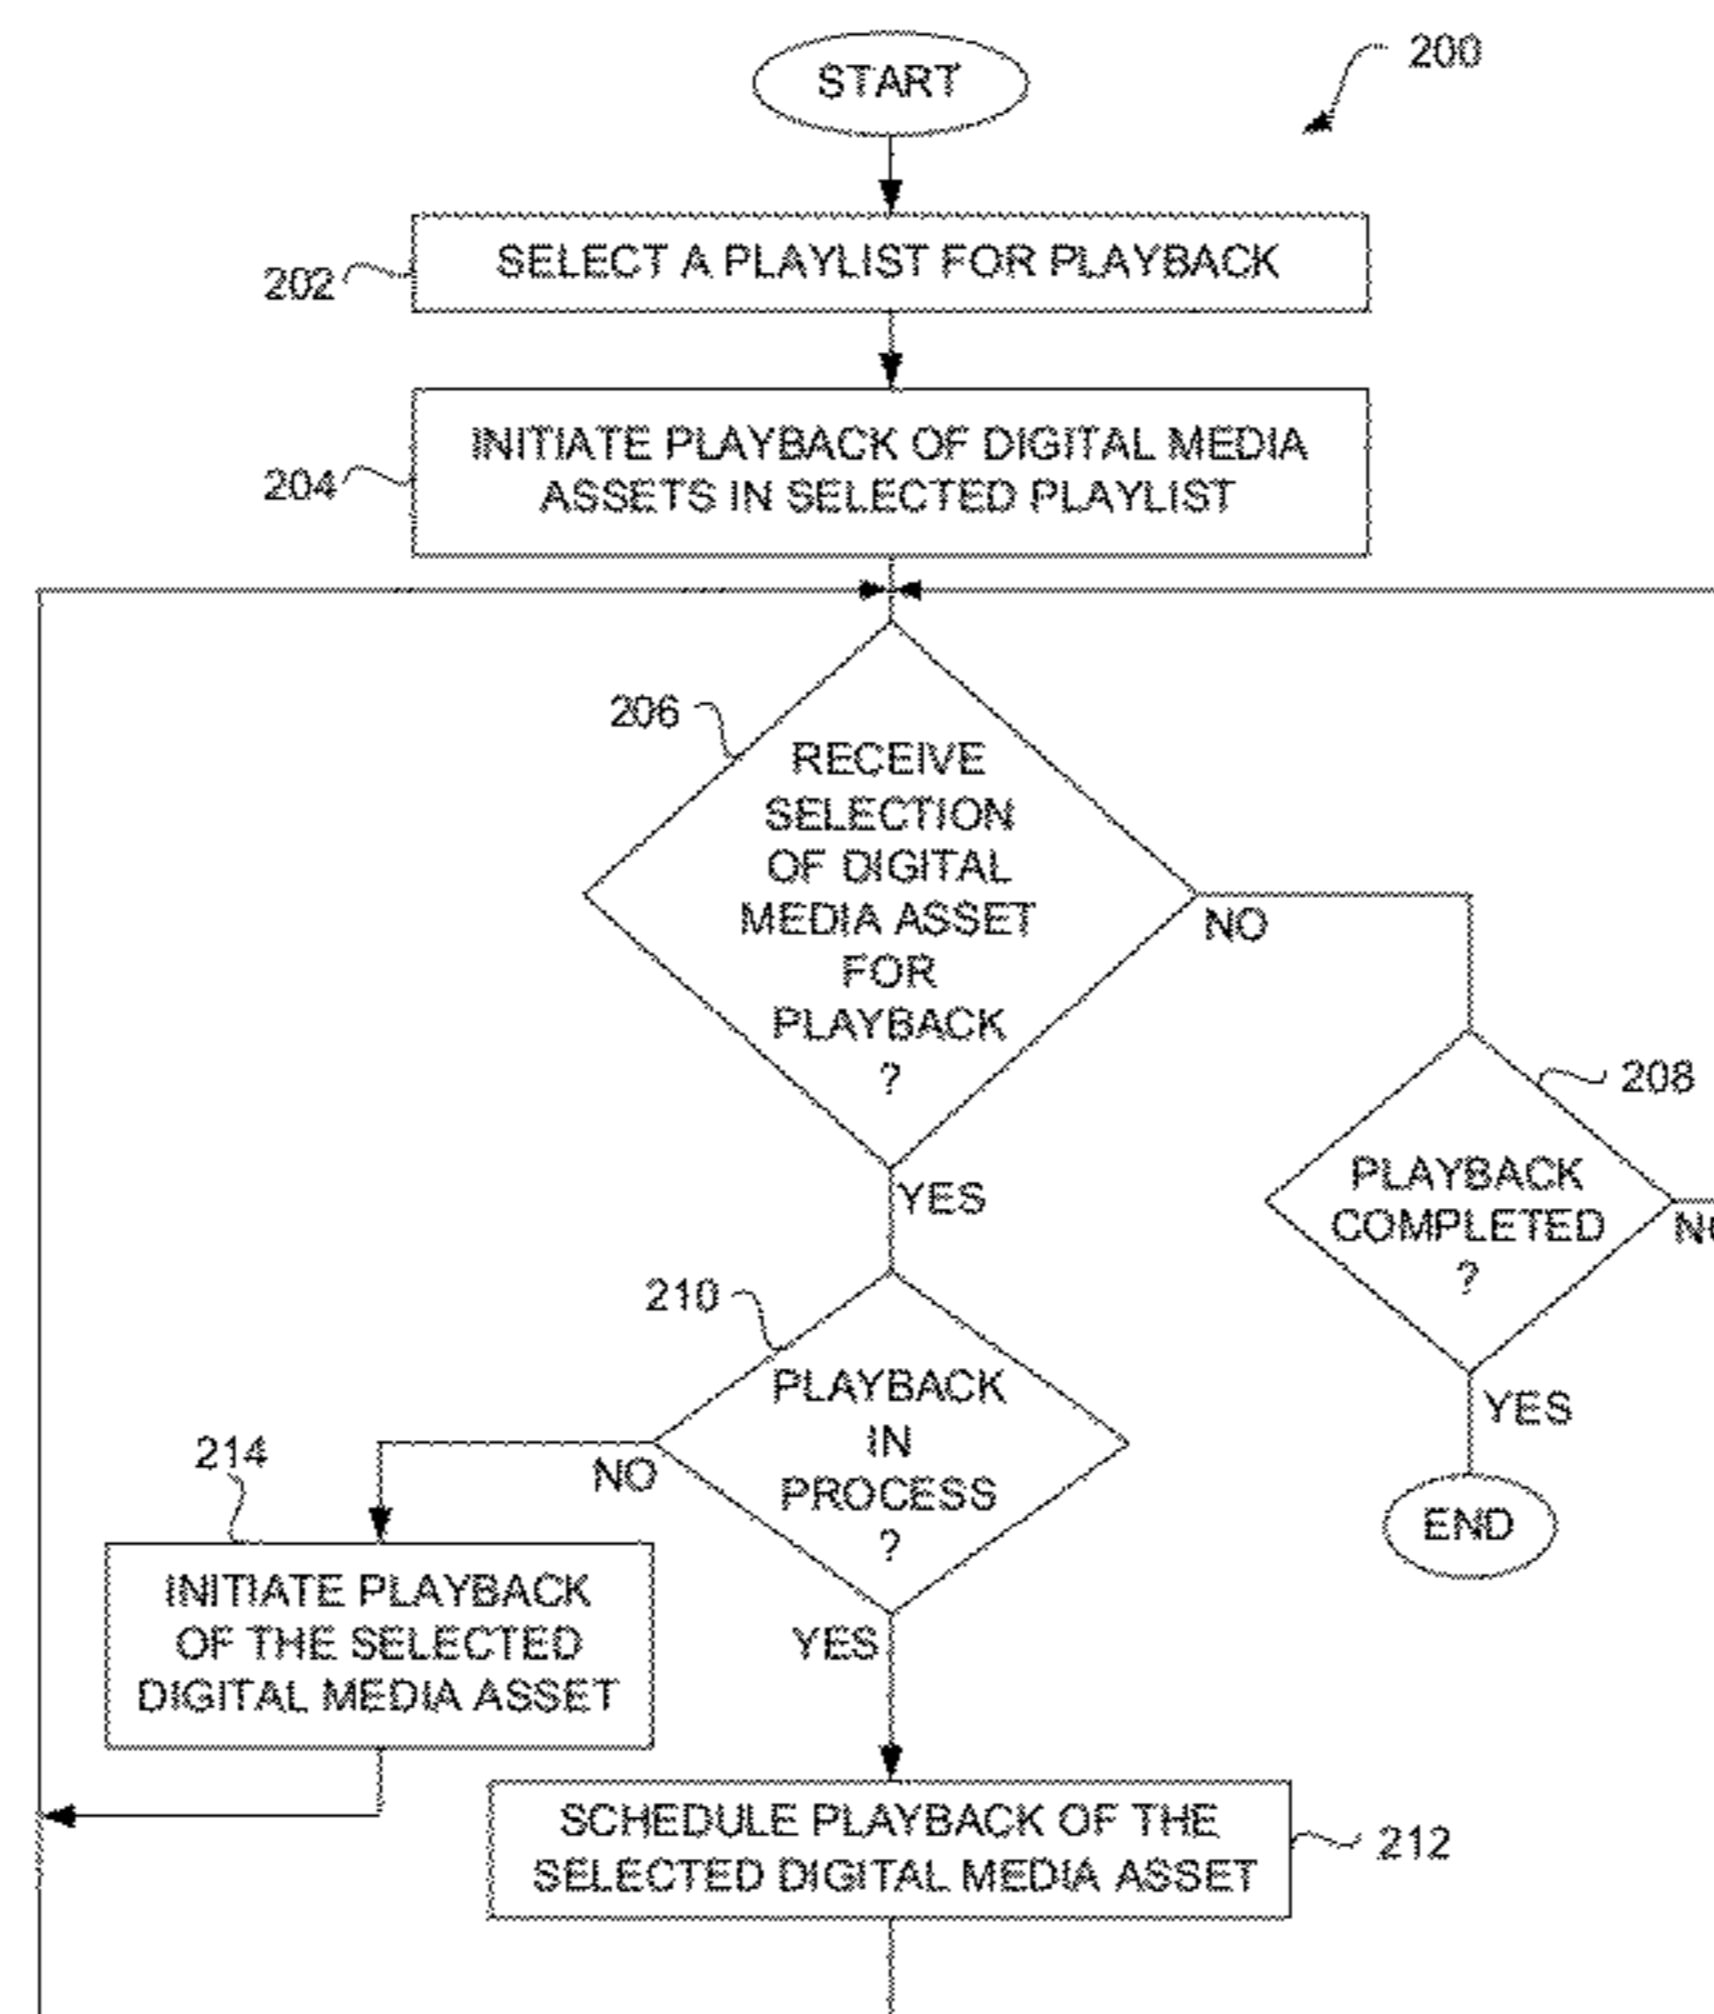 START
200
SELECT A PLAYLIST FOR PLAYBACK
202
INITIATE PLAYBACK OF DIGITAL MEDIA
ASSETS IN SELECTED PLAYLIST
204
206
RECEIVE
SELECTION
OF DIGITAL
MEDIA ASSET
FOR
PLAYBACK
?
NO
208
PLAYBACK
COMPLETED
?
NO
YES
END
YES
210
PLAYBACK
IN
PROCESS
?
NO
214
INITIATE PLAYBACK
OF THE SELECTED
DIGITAL MEDIA ASSET
YES
SCHEDULE PLAYBACK OF THE
SELECTED DIGITAL MEDIA ASSET
212